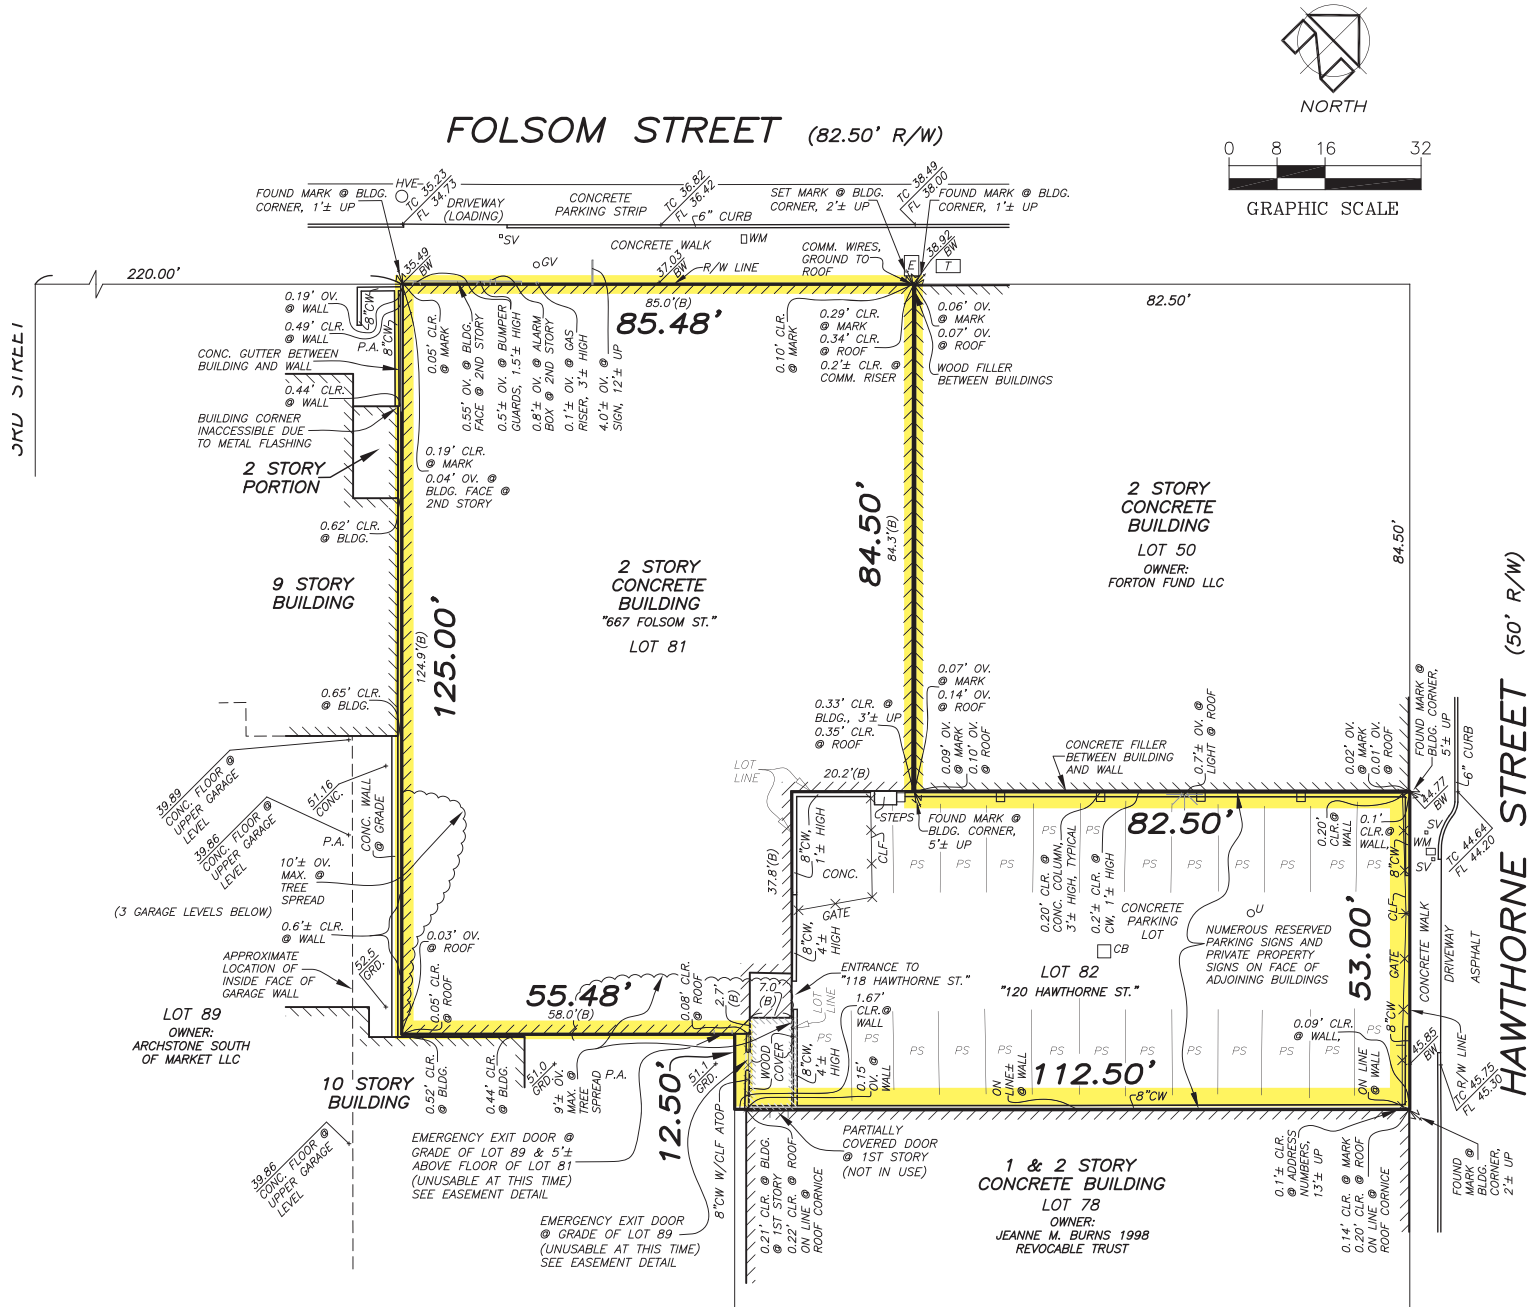 NORTH
0 8 16 32
GRAPHIC SCALE
FOLSOM STREET (82.50' R/W)
FOUND MARK @ BLDG.
CORNER, 1'± UP
HVE
TC 35.23
FL 34.73
DRIVEWAY
(LOADING)
CONCRETE
PARKING STRIP
TC 36.82
FL 36.42
6" CURB
SET MARK @ BLDG.
CORNER, 2'± UP
TC 38.49
FL 38.00
FOUND MARK @ BLDG.
CORNER, 1'± UP
SV
GV
CONCRETE WALK
WM
COMM. WIRES,
GROUND TO
ROOF
E
T
38.92
BW
35.49
BW
37.03
BW
R/W LINE
220.00'
3RD STREET
85.0'(B)
85.48'
82.50'
0.19' OV.
@ WALL
0.49' CLR.
@ WALL
8"CW
8"CW
P.A.
CONC. GUTTER BETWEEN
BUILDING AND WALL
0.44' CLR.
@ WALL
BUILDING CORNER
INACCESSIBLE DUE
TO METAL FLASHING
2 STORY
PORTION
0.05' CLR.
@ MARK
0.55' OV. @ BLDG.
FACE @ 2ND STORY
0.5'± OV. @ BUMPER
GUARDS, 1.5'± HIGH
0.8'± OV. @ ALARM
BOX @ 2ND STORY
0.1'± OV. @ GAS
RISER, 3'± HIGH
4.0'± OV. @
SIGN, 12'± UP
0.10' CLR.
@ MARK
0.29' CLR.
@ MARK
0.34' CLR.
@ ROOF
0.2'± CLR. @
COMM. RISER
0.06' OV.
@ MARK
0.07' OV.
@ ROOF
WOOD FILLER
BETWEEN BUILDINGS
0.19' CLR.
@ MARK
0.04' OV. @
BLDG. FACE @
2ND STORY
0.62' CLR.
@ BLDG.
9 STORY
BUILDING
124.9'(B)
125.00'
2 STORY
CONCRETE
BUILDING
"667 FOLSOM ST."
LOT 81
84.50'
84.3'(B)
2 STORY
CONCRETE
BUILDING
LOT 50
OWNER:
FORTON FUND LLC
84.50'
HAWTHORNE STREET (50' R/W)
0.65' CLR.
@ BLDG.
39.89
CONC. FLOOR @
UPPER GARAGE
LEVEL
39.86
CONC. FLOOR @
UPPER GARAGE
LEVEL
51.16
CONC.
CONC. WALL
@ GRADE
P.A.
10'± OV.
MAX. @
TREE
SPREAD
(3 GARAGE LEVELS BELOW)
0.6'± CLR.
@ WALL
APPROXIMATE
LOCATION OF
INSIDE FACE OF
GARAGE WALL
52.5
GRD.
0.03' OV.
@ ROOF
0.05' CLR.
@ ROOF
LOT 89
OWNER:
ARCHSTONE SOUTH
OF MARKET LLC
10 STORY
BUILDING
39.86
CONC. FLOOR @
UPPER GARAGE
LEVEL
0.52' CLR.
@ BLDG.
0.44' CLR.
@ BLDG.
51.0
GRD.
9'± OV.
MAX. @
TREE
SPREAD
P.A.
51.1
GRD.
55.48'
58.0'(B)
0.08' CLR.
@ ROOF
2.7'
(B)
7.0'
(B)
12.50'
EMERGENCY EXIT DOOR @
GRADE OF LOT 89 & 5'±
ABOVE FLOOR OF LOT 81
(UNUSABLE AT THIS TIME)
SEE EASEMENT DETAIL
EMERGENCY EXIT DOOR
@ GRADE OF LOT 89
(UNUSABLE AT THIS TIME)
SEE EASEMENT DETAIL
8"CW W/CLF ATOP
0.21' CLR. @ BLDG.
@ 1ST STORY
0.22' CLR. @ ROOF
ON LINE @
ROOF CORNICE
PARTIALLY
COVERED DOOR
@ 1ST STORY
(NOT IN USE)
WOOD
COVER
8"CW,
4'± HIGH
0.15'
OV. @
WALL
1.67'
CLR.@
WALL
LOT
LINE
LOT
LINE
20.2'(B)
37.8'(B)
0.33' CLR. @
BLDG., 3'± UP
0.35' CLR.
@ ROOF
0.07' OV.
@ MARK
0.14' OV.
@ ROOF
0.09' OV.
@ MARK
0.10' OV.
@ ROOF
CONCRETE FILLER
BETWEEN BUILDING
AND WALL
0.7'± OV. @
LIGHT @ ROOF
0.02' OV.
@ MARK
0.01' OV.
@ ROOF
FOUND MARK @
BLDG. CORNER,
5'± UP
6" CURB
STEPS
CLF
8"CW,
1'± HIGH
CONC.
GATE
8"CW,
4'± HIGH
FOUND MARK @
BLDG. CORNER,
5'± UP
82.50'
0.20' CLR. @
CONC. COLUMN,
3'± HIGH, TYPICAL
0.2'± CLR. @
CW, 1'± HIGH
0.20'
CLR.@
WALL
0.1'
CLR.@
WALL,
8"CW
44.77
BW
SV
WM
SV
TC 44.64
FL 44.20
PS PS
PS PS PS PS PS PS PS PS
CONCRETE
PARKING
LOT
CB
U
NUMEROUS RESERVED
PARKING SIGNS AND
PRIVATE PROPERTY
SIGNS ON FACE OF
ADJOINING BUILDINGS
ENTRANCE TO
"118 HAWTHORNE ST."
LOT 82
"120 HAWTHORNE ST."
53.00'
GATE
CLF
CONCRETE WALK
DRIVEWAY
ASPHALT
0.09' CLR.
@ WALL,
8"CW
45.85
BW
R/W LINE
TC 45.75
FL 45.30
PS PS PS PS PS PS PS PS PS PS
ON
LINE±
@ WALL
112.50'
8"CW
ON LINE
@ WALL
1 & 2 STORY
CONCRETE BUILDING
LOT 78
OWNER:
JEANNE M. BURNS 1998
REVOCABLE TRUST
0.1'± CLR.
@ ADDRESS
NUMBERS,
13'± UP
0.14' CLR. @ MARK
0.20' CLR. @ ROOF
ON LINE @
ROOF CORNICE
FOUND
MARK @
BLDG.
CORNER,
2'± UP